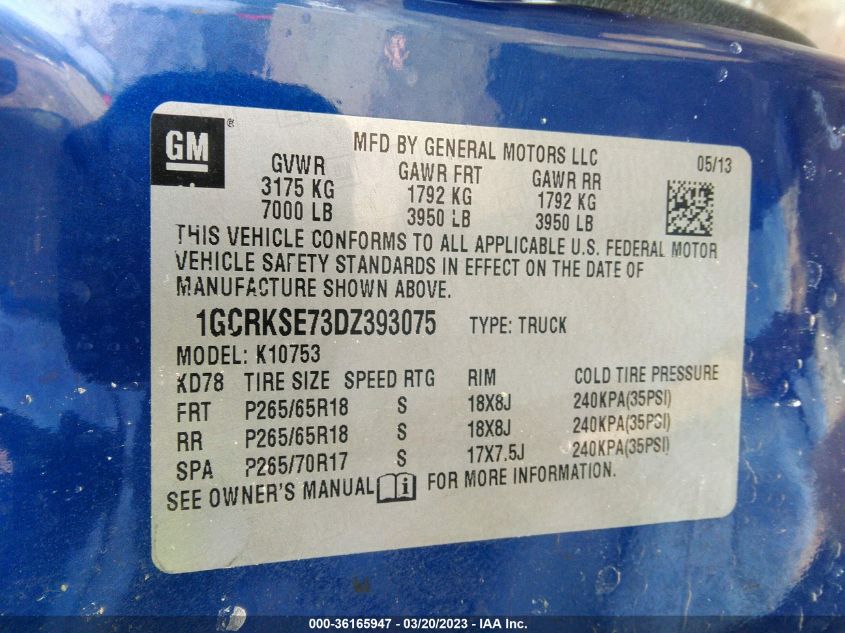 GM ®
MFD BY GENERAL MOTORS LLC 05/13
GVWR GAWR FRT GAWR RR
3175 KG 1792 KG 1792 KG
7000 LB 3950 LB 3950 LB
THIS VEHICLE CONFORMS TO ALL APPLICABLE U.S. FEDERAL MOTOR
VEHICLE SAFETY STANDARDS IN EFFECT ON THE DATE OF
MANUFACTURE SHOWN ABOVE.
1GCRKSE73DZ393075 TYPE: TRUCK
MODEL: K10753
KD78 TIRE SIZE SPEED RTG RIM COLD TIRE PRESSURE
FRT P265/65R18 S 18X8J 240KPA(35PSI)
RR P265/65R18 S 18X8J 240KPA(35PSI)
SPA P265/70R17 S 17X7.5J 240KPA(35PSI)
SEE OWNER'S MANUAL i FOR MORE INFORMATION.
000-36165947 — 03/20/2023 — IAA Inc.